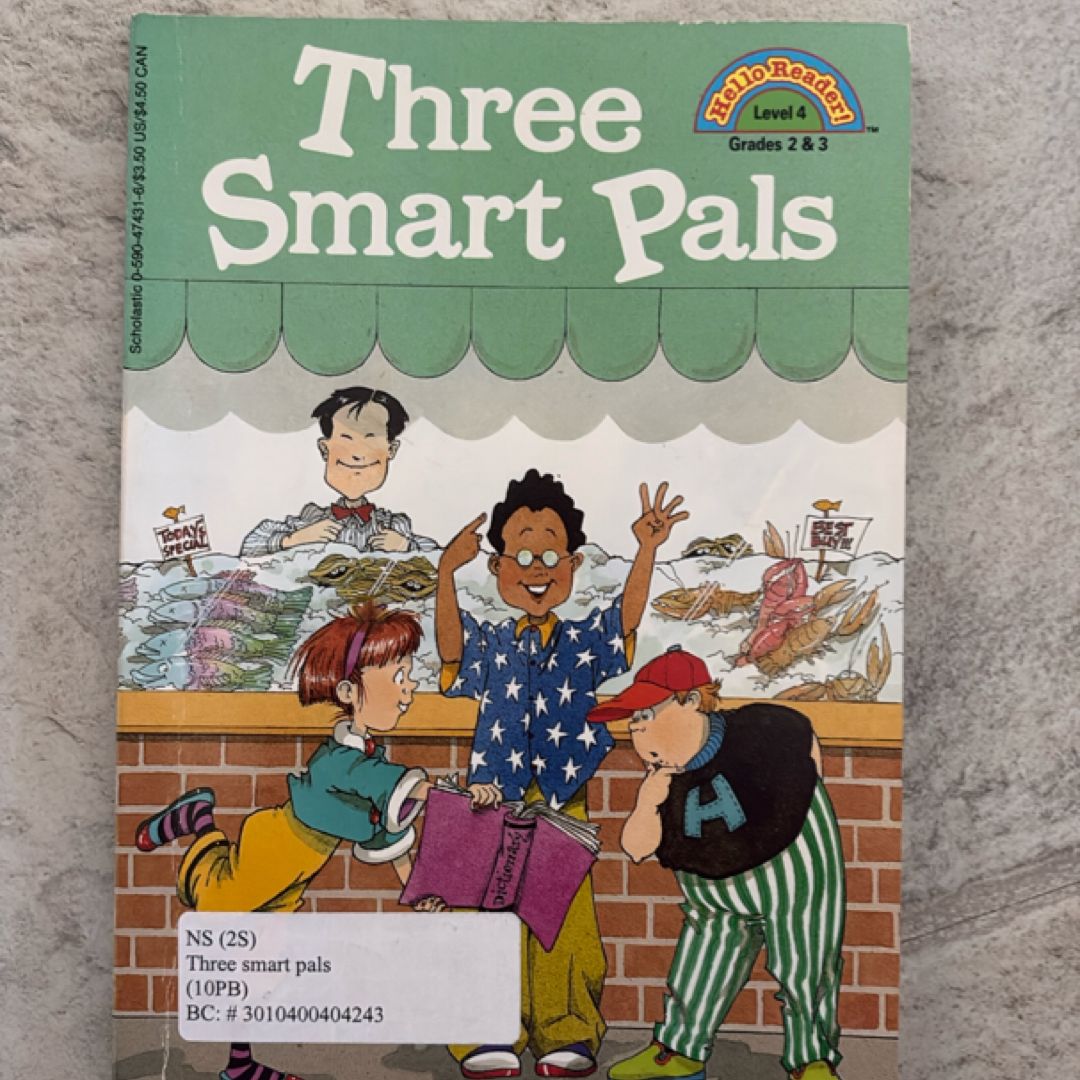 Scholastic 0-590-47431-6/$3.50 US/$4.50 CAN
Three
Smart Pals
Hello Reader!
Level 4
TM
Grades 2 & 3
TODAY'S
SPECIAL
BEST
BUY!!
H
Dictionary
NS (2S)
Three smart pals
(10PB)
BC: # 3010400404243